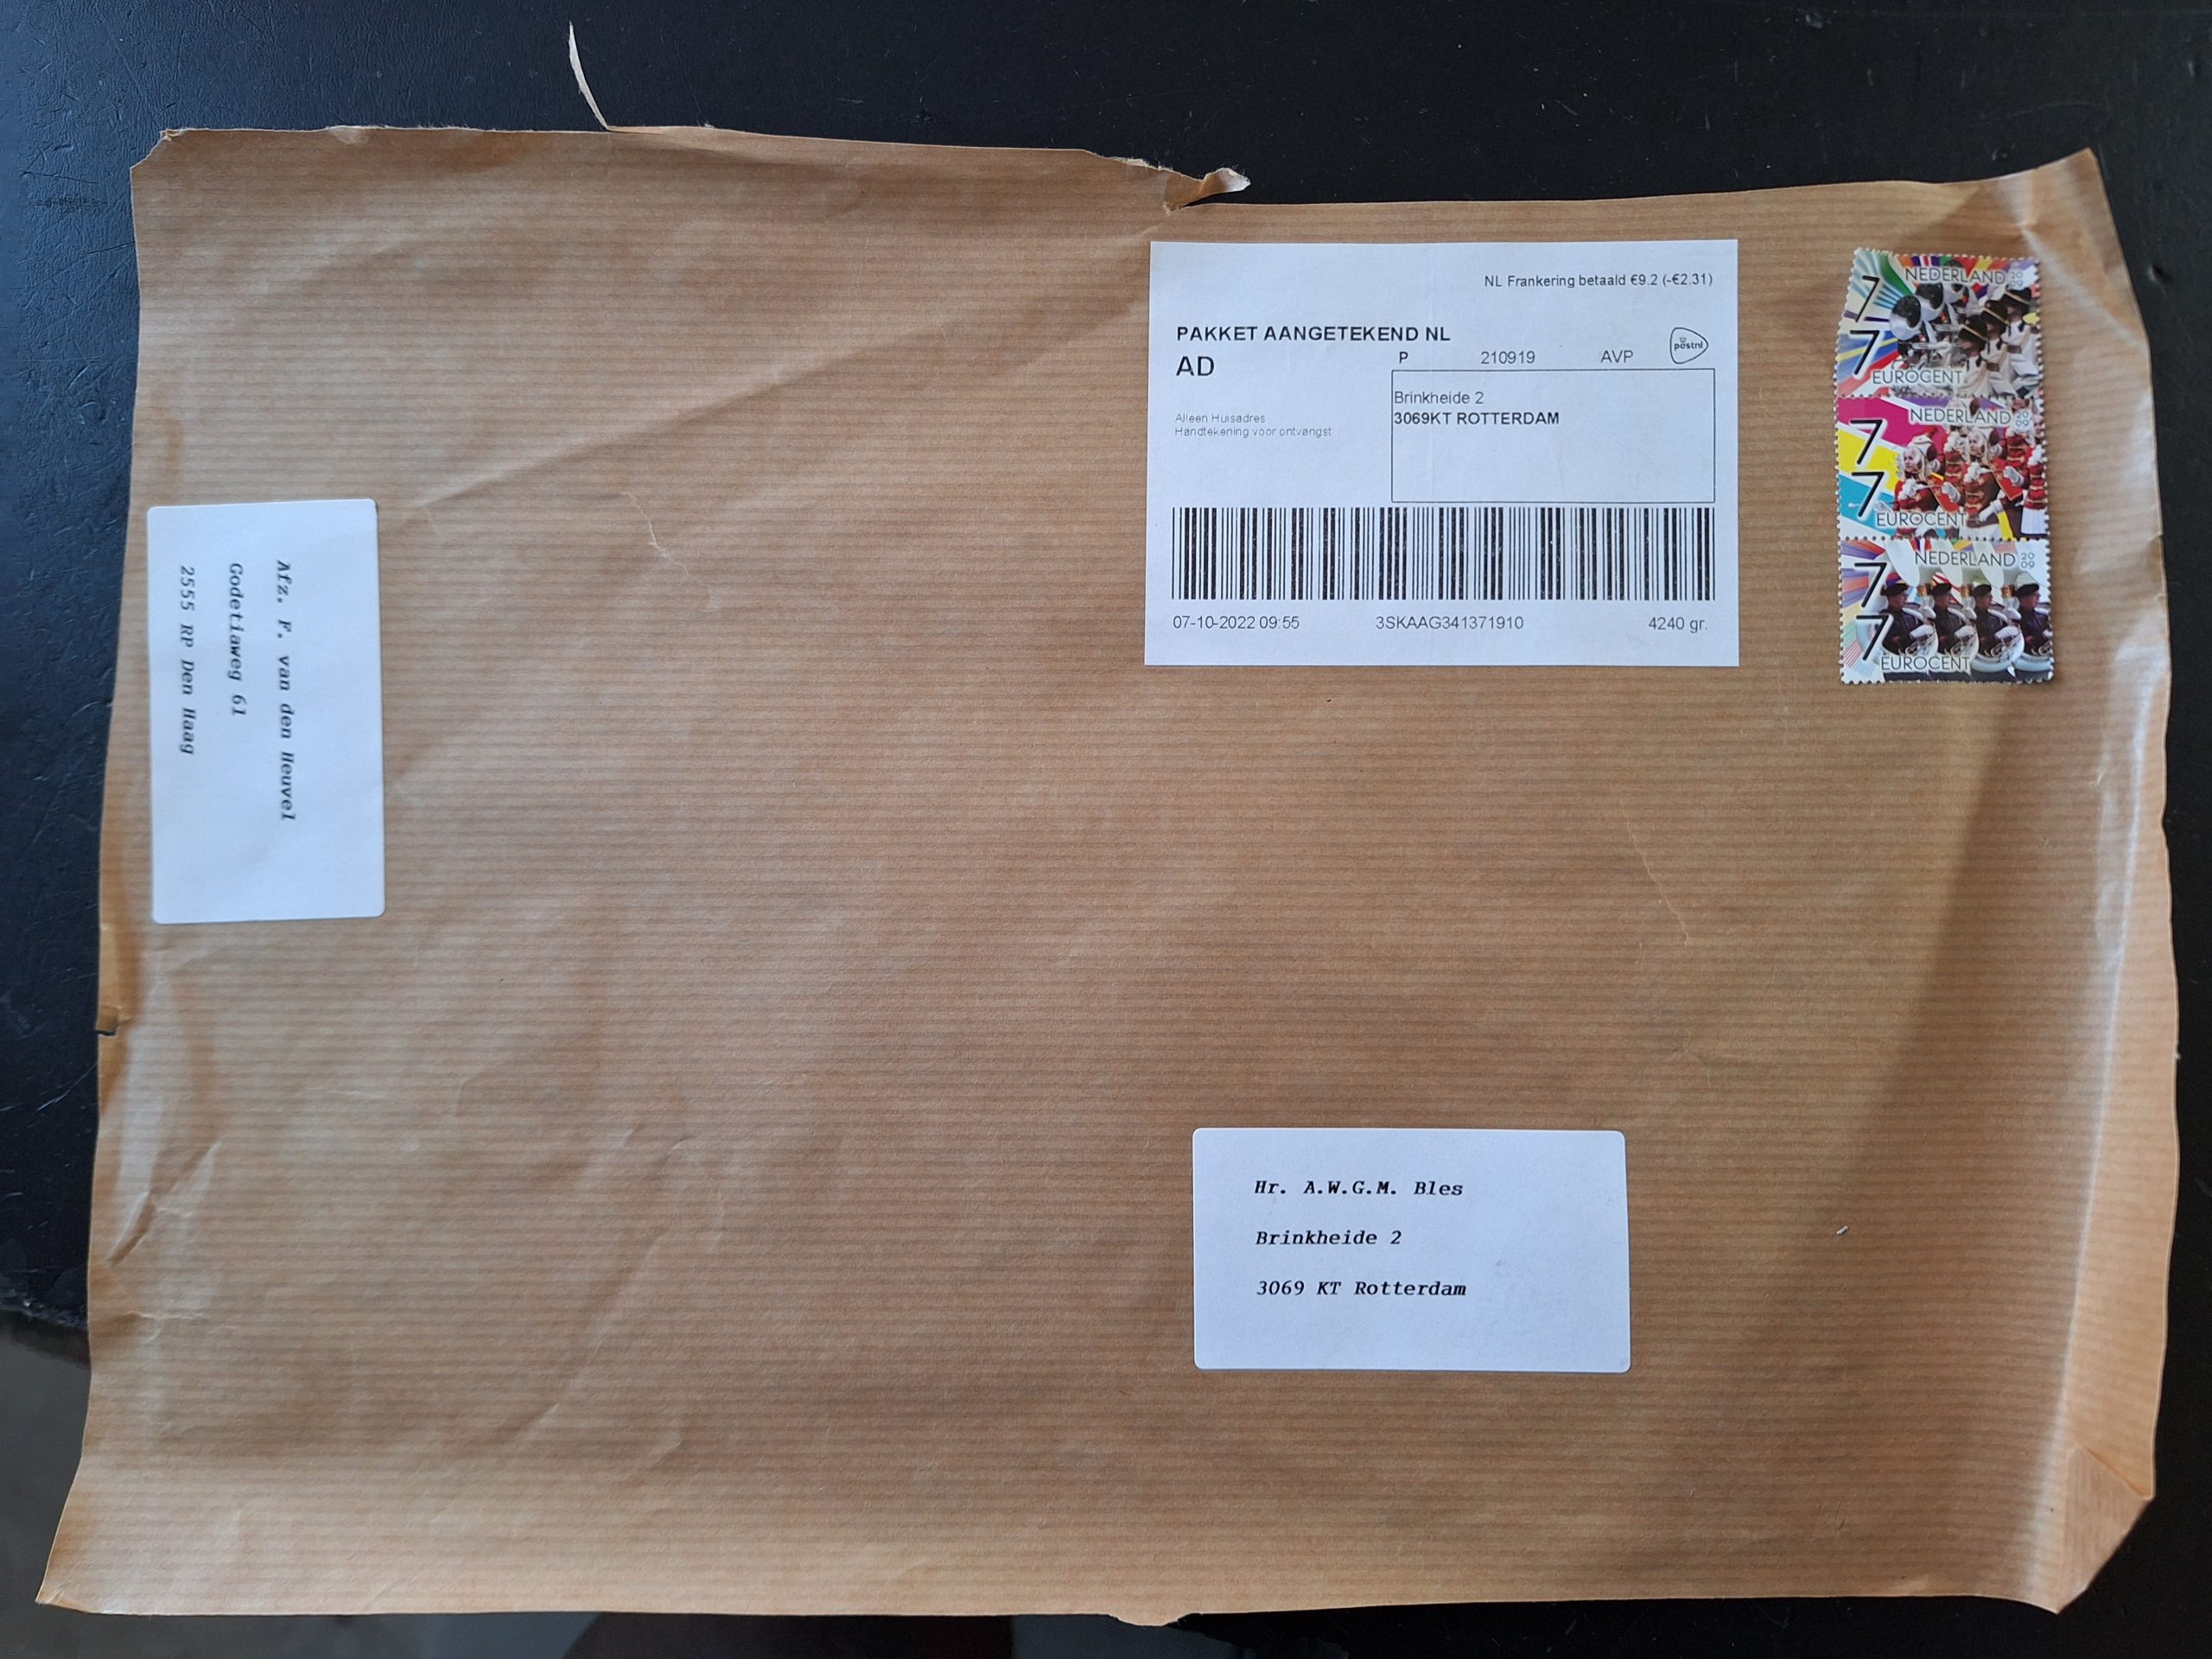 NL Frankering betaald €9.2 (-€2.31)
PAKKET AANGETEKEND NL
AD
P 210919 AVP
postnl
Brinkheide 2
3069KT ROTTERDAM
Alleen Huisadres
Handtekening voor ontvangst
07-10-2022 09:55 3SKAAG341371910 4240 gr.
NEDERLAND 2009
77
EUROCENT
NEDERLAND 2009
77
EUROCENT
NEDERLAND 2009
77
EUROCENT
Afz. F. van den Heuvel
Godetiaweg 61
2555 RP Den Haag
Hr. A.W.G.M. Bles
Brinkheide 2
3069 KT Rotterdam